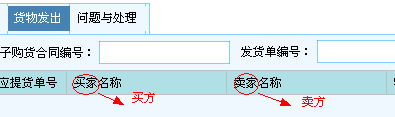 货物发出 问题与处理
子购货合同编号： 发货单编号：
应提货单号 买家名称 卖家名称
买方 卖方